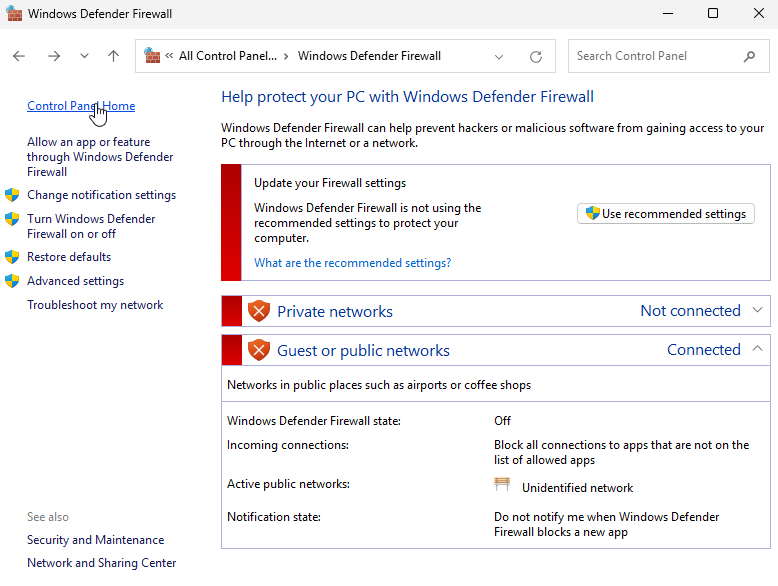 Windows Defender Firewall
« All Control Panel... › Windows Defender Firewall
Search Control Panel
Control Panel Home
Allow an app or feature
through Windows Defender
Firewall
Change notification settings
Turn Windows Defender
Firewall on or off
Restore defaults
Advanced settings
Troubleshoot my network
See also
Security and Maintenance
Network and Sharing Center
Help protect your PC with Windows Defender Firewall
Windows Defender Firewall can help prevent hackers or malicious software from gaining access to your
PC through the Internet or a network.
Update your Firewall settings
Windows Defender Firewall is not using the
recommended settings to protect your
computer.
What are the recommended settings?
Use recommended settings
Private networks Not connected
Guest or public networks Connected
Networks in public places such as airports or coffee shops
Windows Defender Firewall state: Off
Incoming connections: Block all connections to apps that are not on the
list of allowed apps
Active public networks: Unidentified network
Notification state: Do not notify me when Windows Defender
Firewall blocks a new app